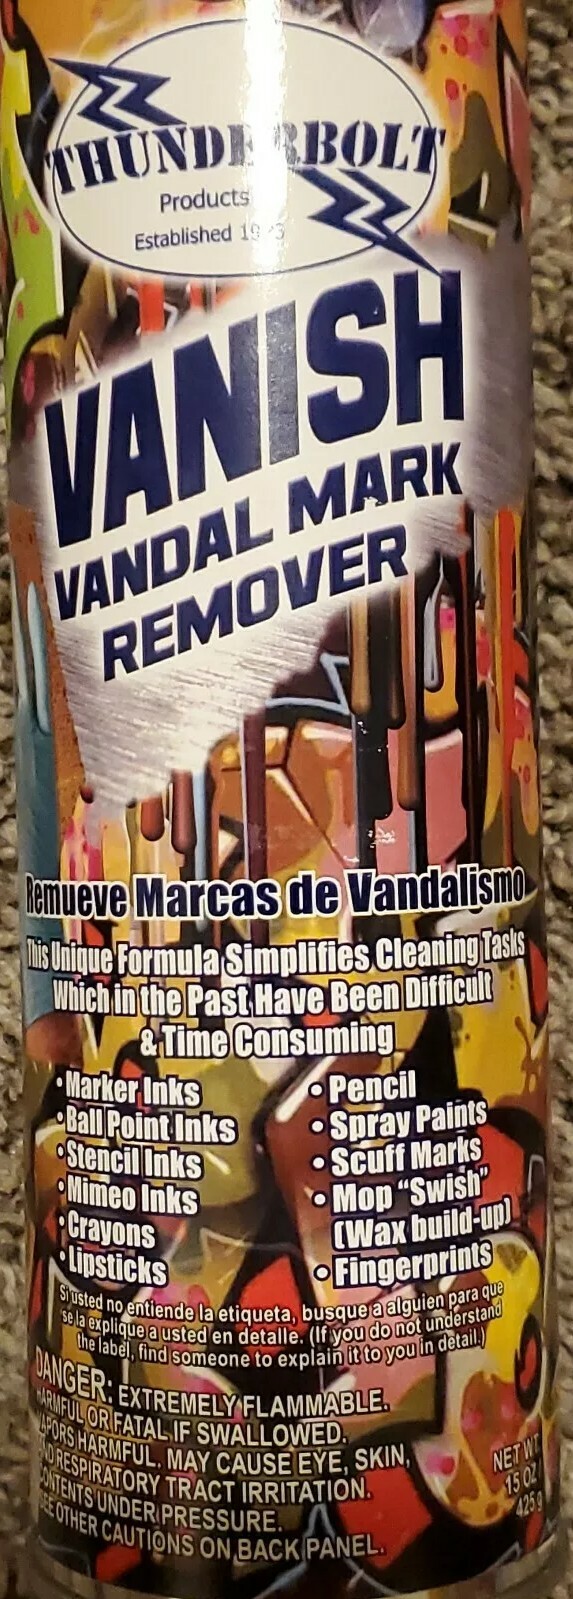 THUNDERBOLT
Products
Established
VANISH
VANDAL MARK
REMOVER
Remueve Marcas de Vandalismo
This Unique Formula Simplifies Cleaning Tasks
Which in the Past Have Been Difficult
& Time Consuming
• Marker Inks
• Ball Point Inks
• Stencil Inks
• Mimeo Inks
• Crayons
• Lipsticks
• Pencil
• Spray Paints
• Scuff Marks
• Mop "Swish"
(Wax build-up)
• Fingerprints
Si usted no entiende la etiqueta, busque a alguien para que
se la explique a usted en detalle. (If you do not understand
the label, find someone to explain it to you in detail.)
DANGER: EXTREMELY FLAMMABLE.
HARMFUL OR FATAL IF SWALLOWED.
VAPORS HARMFUL. MAY CAUSE EYE, SKIN,
AND RESPIRATORY TRACT IRRITATION.
CONTENTS UNDER PRESSURE.
SEE OTHER CAUTIONS ON BACK PANEL.
NET WT.
15 OZ
425 g